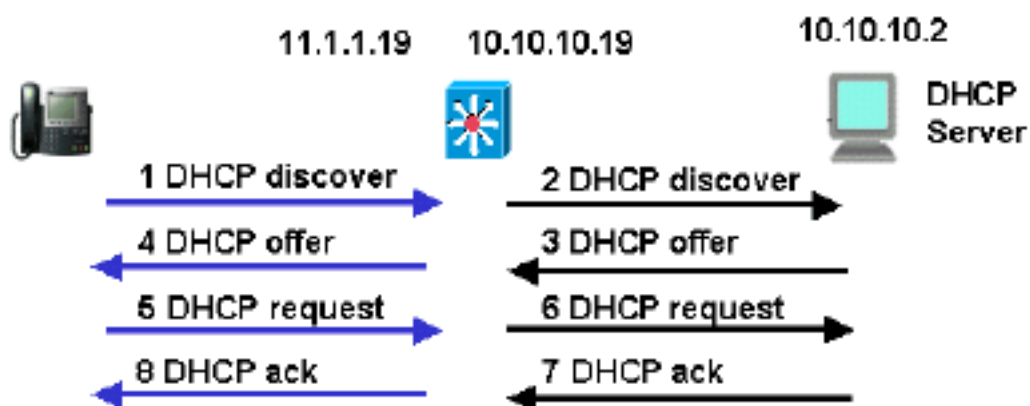 11.1.1.19
10.10.10.19
10.10.10.2
DHCP
Server
1 DHCP discover
2 DHCP discover
4 DHCP offer
3 DHCP offer
5 DHCP request
6 DHCP request
8 DHCP ack
7 DHCP ack